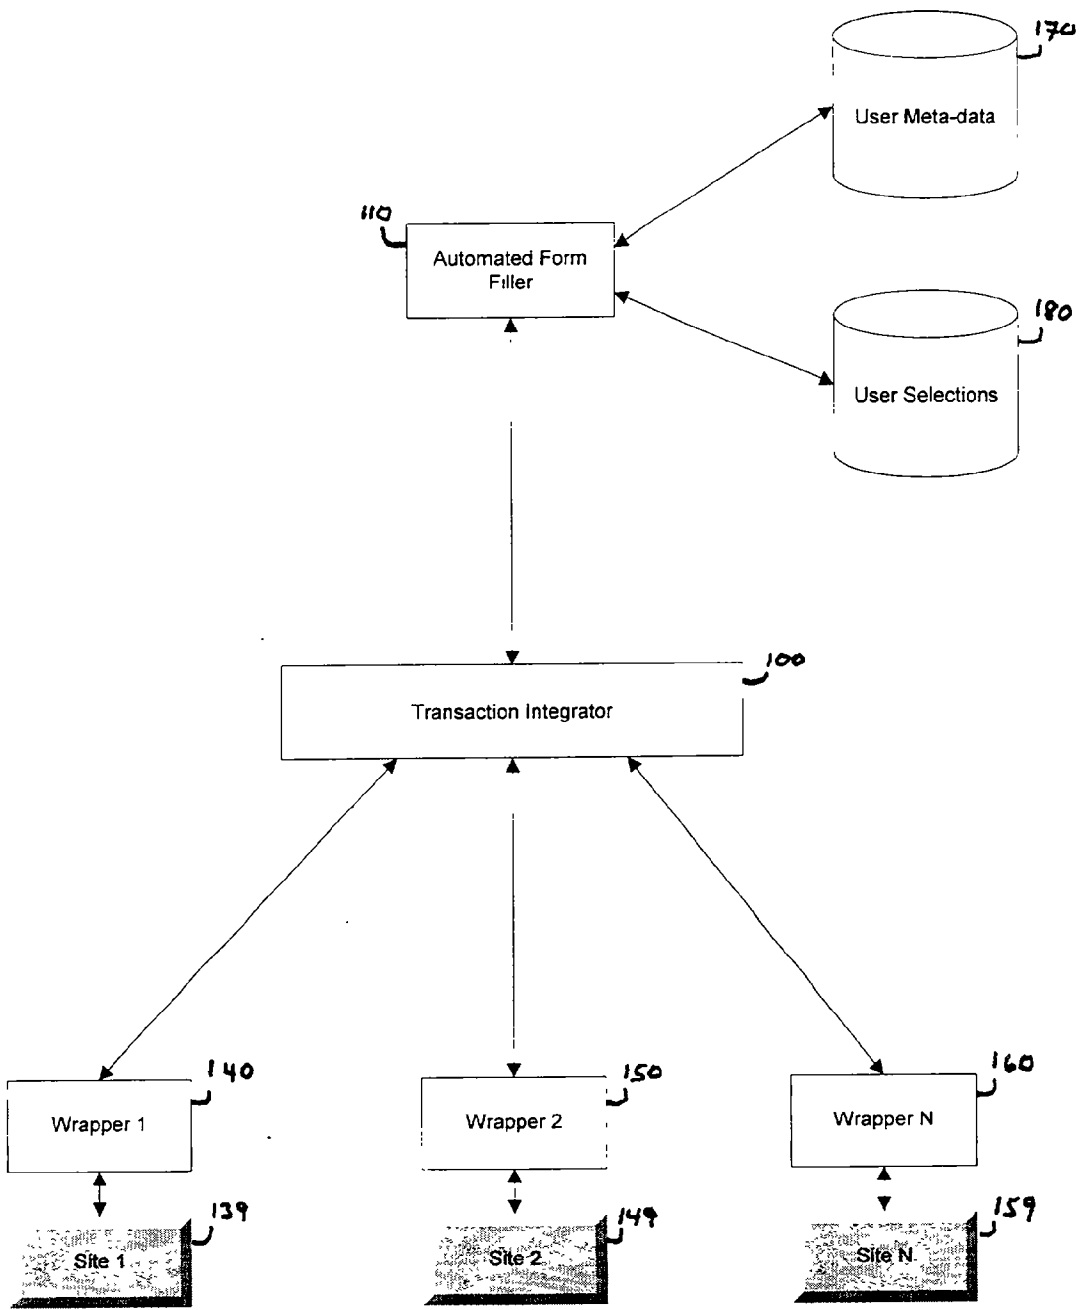 170
User Meta-data
110
Automated Form
Filler
180
User Selections
100
Transaction Integrator
140
Wrapper 1
150
Wrapper 2
160
Wrapper N
139
Site 1
149
Site 2
159
Site N